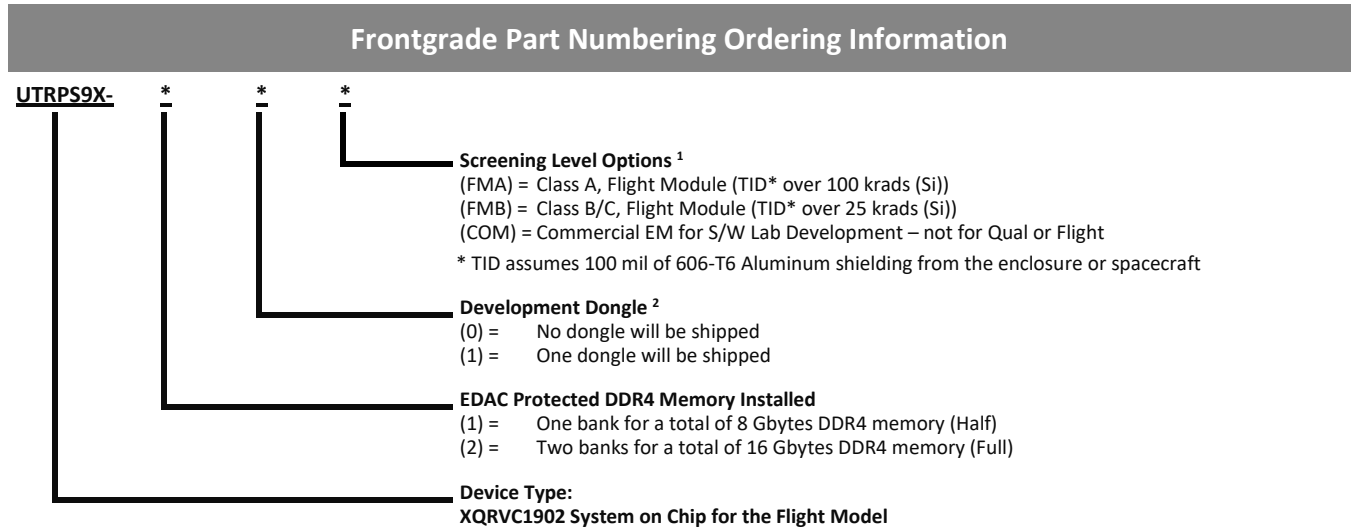 Frontgrade Part Numbering Ordering Information
UTRPS9X- * * *
Screening Level Options 1
(FMA) = Class A, Flight Module (TID* over 100 krads (Si))
(FMB) = Class B/C, Flight Module (TID* over 25 krads (Si))
(COM) = Commercial EM for S/W Lab Development – not for Qual or Flight
* TID assumes 100 mil of 606-T6 Aluminum shielding from the enclosure or spacecraft
Development Dongle 2
(0) = No dongle will be shipped
(1) = One dongle will be shipped
EDAC Protected DDR4 Memory Installed
(1) = One bank for a total of 8 Gbytes DDR4 memory (Half)
(2) = Two banks for a total of 16 Gbytes DDR4 memory (Full)
Device Type:
XQRVC1902 System on Chip for the Flight Model